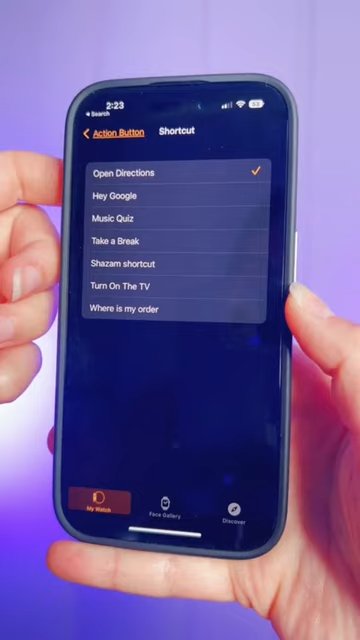 2:23
53
◀ Search
Action Button
Shortcut
Open Directions
Hey Google
Music Quiz
Take a Break
Shazam shortcut
Turn On The TV
Where is my order
My Watch
Face Gallery
Discover